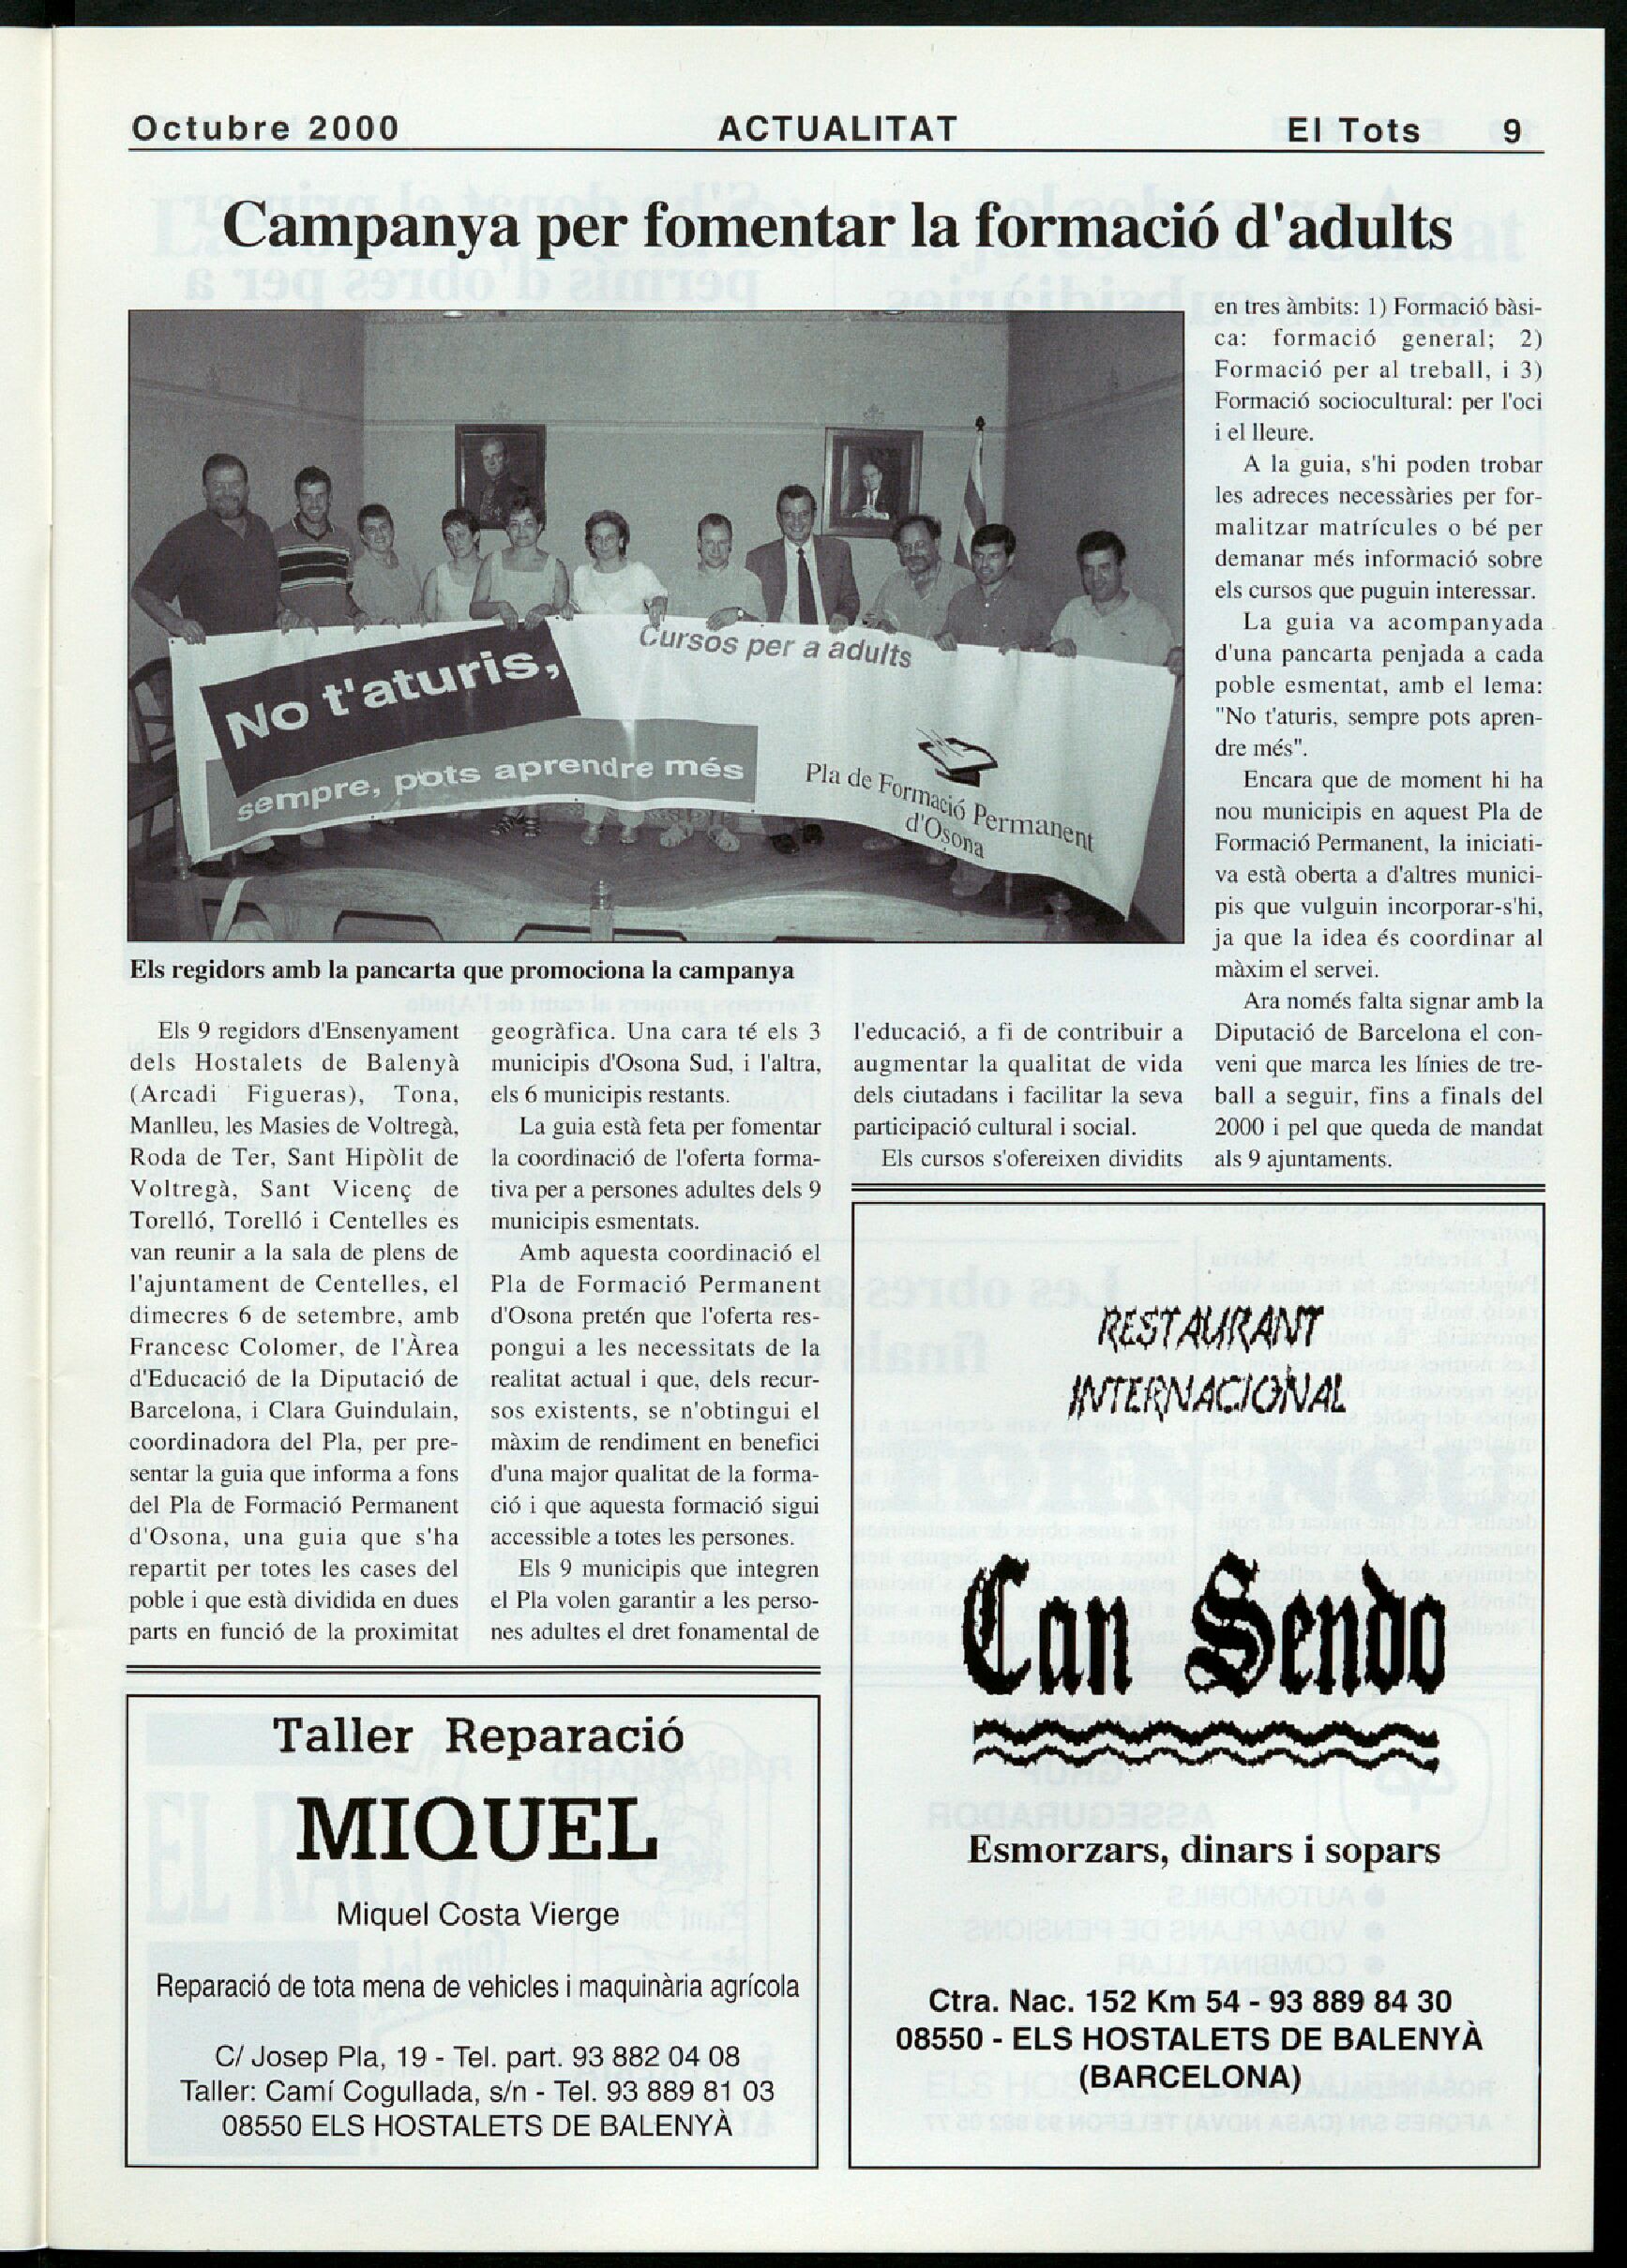 Octubre 2000 ACTUALITAT El Tots 9
Campanya per fomentar la formació d'adults
No t'aturis,
sempre, pots aprendre més
Cursos per a adults
Pla de Formació Permanent
d'Osona
Els regidors amb la pancarta que promociona la campanya
Els 9 regidors d'Ensenyament
dels Hostalets de Balenyà
(Arcadi Figueras), Tona,
Manlleu, les Masies de Voltregà,
Roda de Ter, Sant Hipòlit de
Voltregà, Sant Vicenç de
Torelló, Torelló i Centelles es
van reunir a la sala de plens de
l'ajuntament de Centelles, el
dimecres 6 de setembre, amb
Francesc Colomer, de l'Àrea
d'Educació de la Diputació de
Barcelona, i Clara Guindulain,
coordinadora del Pla, per pre-
sentar la guia que informa a fons
del Pla de Formació Permanent
d'Osona, una guia que s'ha
repartit per totes les cases del
poble i que està dividida en dues
parts en funció de la proximitat
geogràfica. Una cara té els 3
municipis d'Osona Sud, i l'altra,
els 6 municipis restants.
La guia està feta per fomentar
la coordinació de l'oferta forma-
tiva per a persones adultes dels 9
municipis esmentats.
Amb aquesta coordinació el
Pla de Formació Permanent
d'Osona pretén que l'oferta res-
pongui a les necessitats de la
realitat actual i que, dels recur-
sos existents, se n'obtingui el
màxim de rendiment en benefici
d'una major qualitat de la forma-
ció i que aquesta formació sigui
accessible a totes les persones.
Els 9 municipis que integren
el Pla volen garantir a les perso-
nes adultes el dret fonamental de
l'educació, a fi de contribuir a
augmentar la qualitat de vida
dels ciutadans i facilitar la seva
participació cultural i social.
Els cursos s'ofereixen dividits
en tres àmbits: 1) Formació bàsi-
ca: formació general; 2)
Formació per al treball, i 3)
Formació sociocultural: per l'oci
i el lleure.
A la guia, s'hi poden trobar
les adreces necessàries per for-
malitzar matrícules o bé per
demanar més informació sobre
els cursos que puguin interessar.
La guia va acompanyada
d'una pancarta penjada a cada
poble esmentat, amb el lema:
"No t'aturis, sempre pots apren-
dre més".
Encara que de moment hi ha
nou municipis en aquest Pla de
Formació Permanent, la iniciati-
va està oberta a d'altres munici-
pis que vulguin incorporar-s'hi,
ja que la idea és coordinar al
màxim el servei.
Ara només falta signar amb la
Diputació de Barcelona el con-
veni que marca les línies de tre-
ball a seguir, fins a finals del
2000 i pel que queda de mandat
als 9 ajuntaments.
Taller Reparació
MIQUEL
Miquel Costa Vierge
Reparació de tota mena de vehicles i maquinària agrícola
C/ Josep Pla, 19 - Tel. part. 93 882 04 08
Taller: Camí Cogullada, s/n - Tel. 93 889 81 03
08550 ELS HOSTALETS DE BALENYÀ
RESTAURANT
INTERNACIONAL
Can Sendo
Esmorzars, dinars i sopars
Ctra. Nac. 152 Km 54 - 93 889 84 30
08550 - ELS HOSTALETS DE BALENYÀ
(BARCELONA)